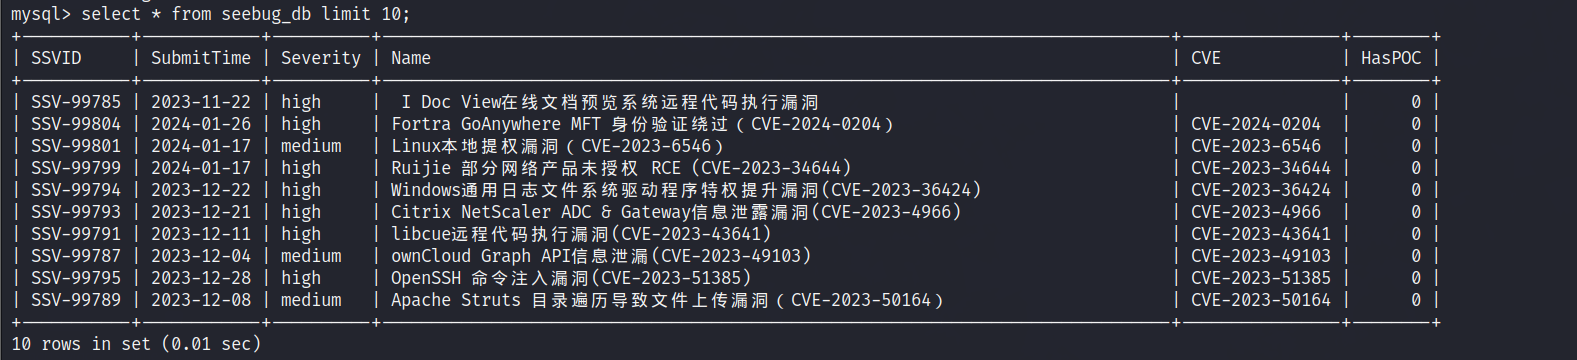 mysql> select * from seebug_db limit 10;
+-----------+------------+----------+-------------------------------------------------------------------------------+----------------+--------+
| SSVID     | SubmitTime | Severity | Name                                                                          | CVE            | HasPOC |
+-----------+------------+----------+-------------------------------------------------------------------------------+----------------+--------+
| SSV-99785 | 2023-11-22 | high     |  I Doc View在线文档预览系统远程代码执行漏洞                                   |                |      0 |
| SSV-99804 | 2024-01-26 | high     | Fortra GoAnywhere MFT 身份验证绕过（CVE-2024-0204）                           | CVE-2024-0204  |      0 |
| SSV-99801 | 2024-01-17 | medium   | Linux本地提权漏洞（CVE-2023-6546）                                            | CVE-2023-6546  |      0 |
| SSV-99799 | 2024-01-17 | high     | Ruijie 部分网络产品未授权 RCE (CVE-2023-34644)                                | CVE-2023-34644 |      0 |
| SSV-99794 | 2023-12-22 | high     | Windows通用日志文件系统驱动程序特权提升漏洞(CVE-2023-36424)                   | CVE-2023-36424 |      0 |
| SSV-99793 | 2023-12-21 | high     | Citrix NetScaler ADC & Gateway信息泄露漏洞(CVE-2023-4966)                     | CVE-2023-4966  |      0 |
| SSV-99791 | 2023-12-11 | high     | libcue远程代码执行漏洞(CVE-2023-43641)                                        | CVE-2023-43641 |      0 |
| SSV-99787 | 2023-12-04 | medium   | ownCloud Graph API信息泄漏(CVE-2023-49103)                                    | CVE-2023-49103 |      0 |
| SSV-99795 | 2023-12-28 | high     | OpenSSH 命令注入漏洞(CVE-2023-51385)                                          | CVE-2023-51385 |      0 |
| SSV-99789 | 2023-12-08 | medium   | Apache Struts 目录遍历导致文件上传漏洞（CVE-2023-50164）                      | CVE-2023-50164 |      0 |
+-----------+------------+----------+-------------------------------------------------------------------------------+----------------+--------+
10 rows in set (0.01 sec)